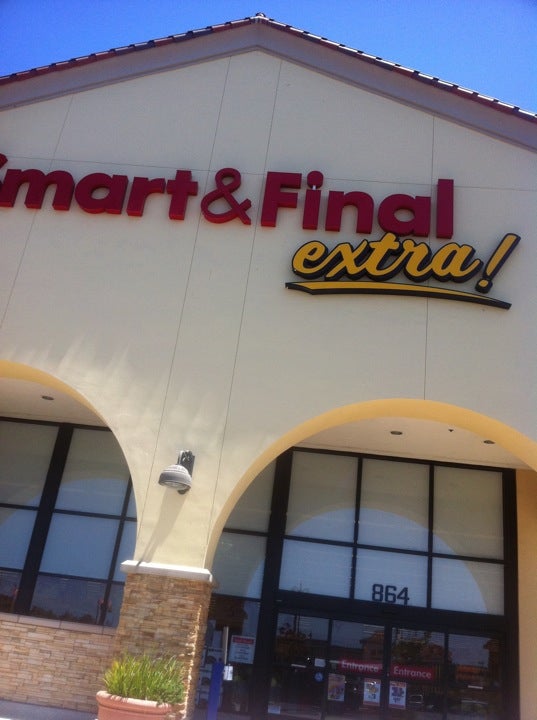 Smart & Final
extra!
864
Entrance Entrance